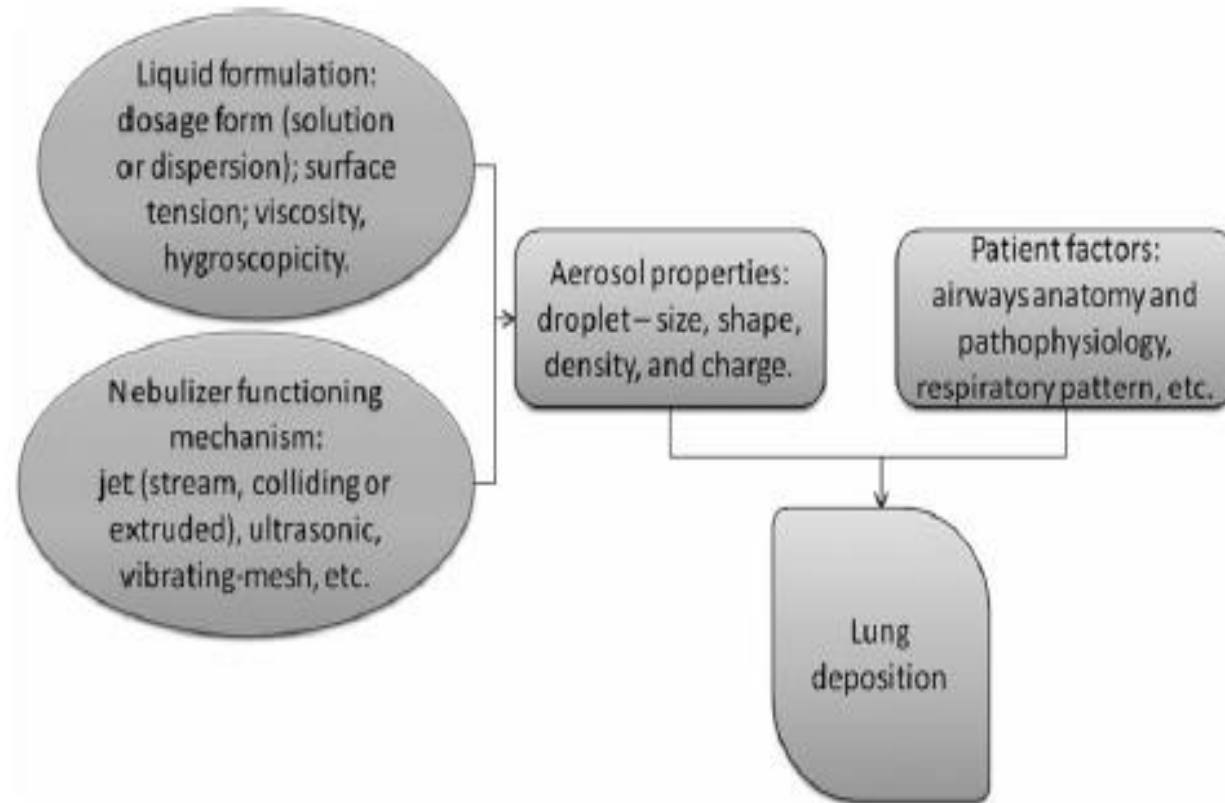 Liquid formulation:
dosage form (solution
or dispersion); surface
tension; viscosity,
hygroscopicity.
Nebulizer functioning
mechanism:
jet (stream, colliding or
extruded), ultrasonic,
vibrating-mesh, etc.
Aerosol properties:
droplet – size, shape,
density, and charge.
Patient factors:
airways anatomy and
pathophysiology,
respiratory pattern, etc.
Lung
deposition